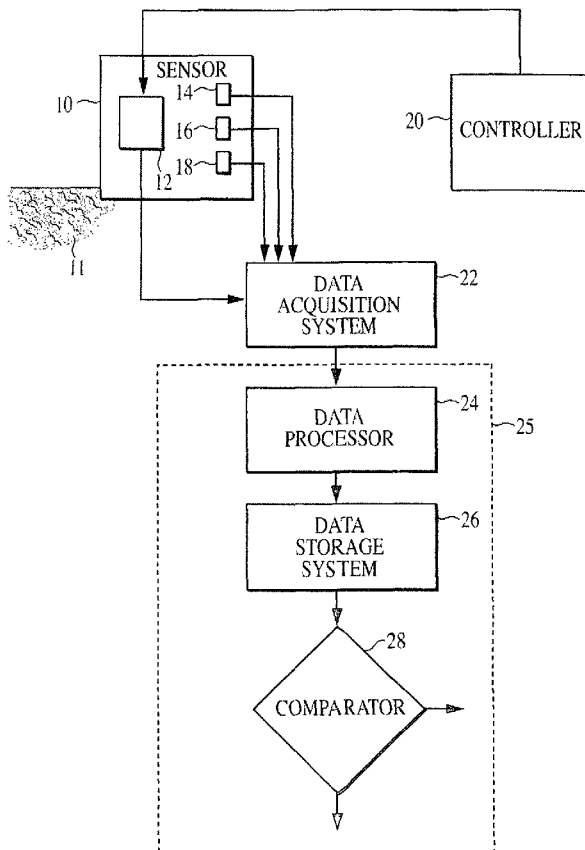 SENSOR
10
14
16
18
12
11
20
CONTROLLER
22
DATA
ACQUISITION
SYSTEM
24
25
DATA
PROCESSOR
26
DATA
STORAGE
SYSTEM
28
COMPARATOR